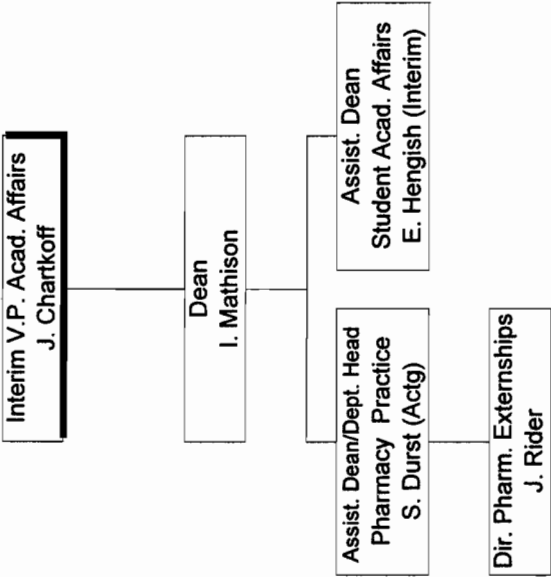 Interim V.P. Acad. Affairs
J. Chartkoff
Dean
I. Mathison
Assist. Dean/Dept. Head
Pharmacy Practice
S. Durst (Actg)
Assist. Dean
Student Acad. Affairs
E. Hengish (Interim)
Dir. Pharm. Externships
J. Rider